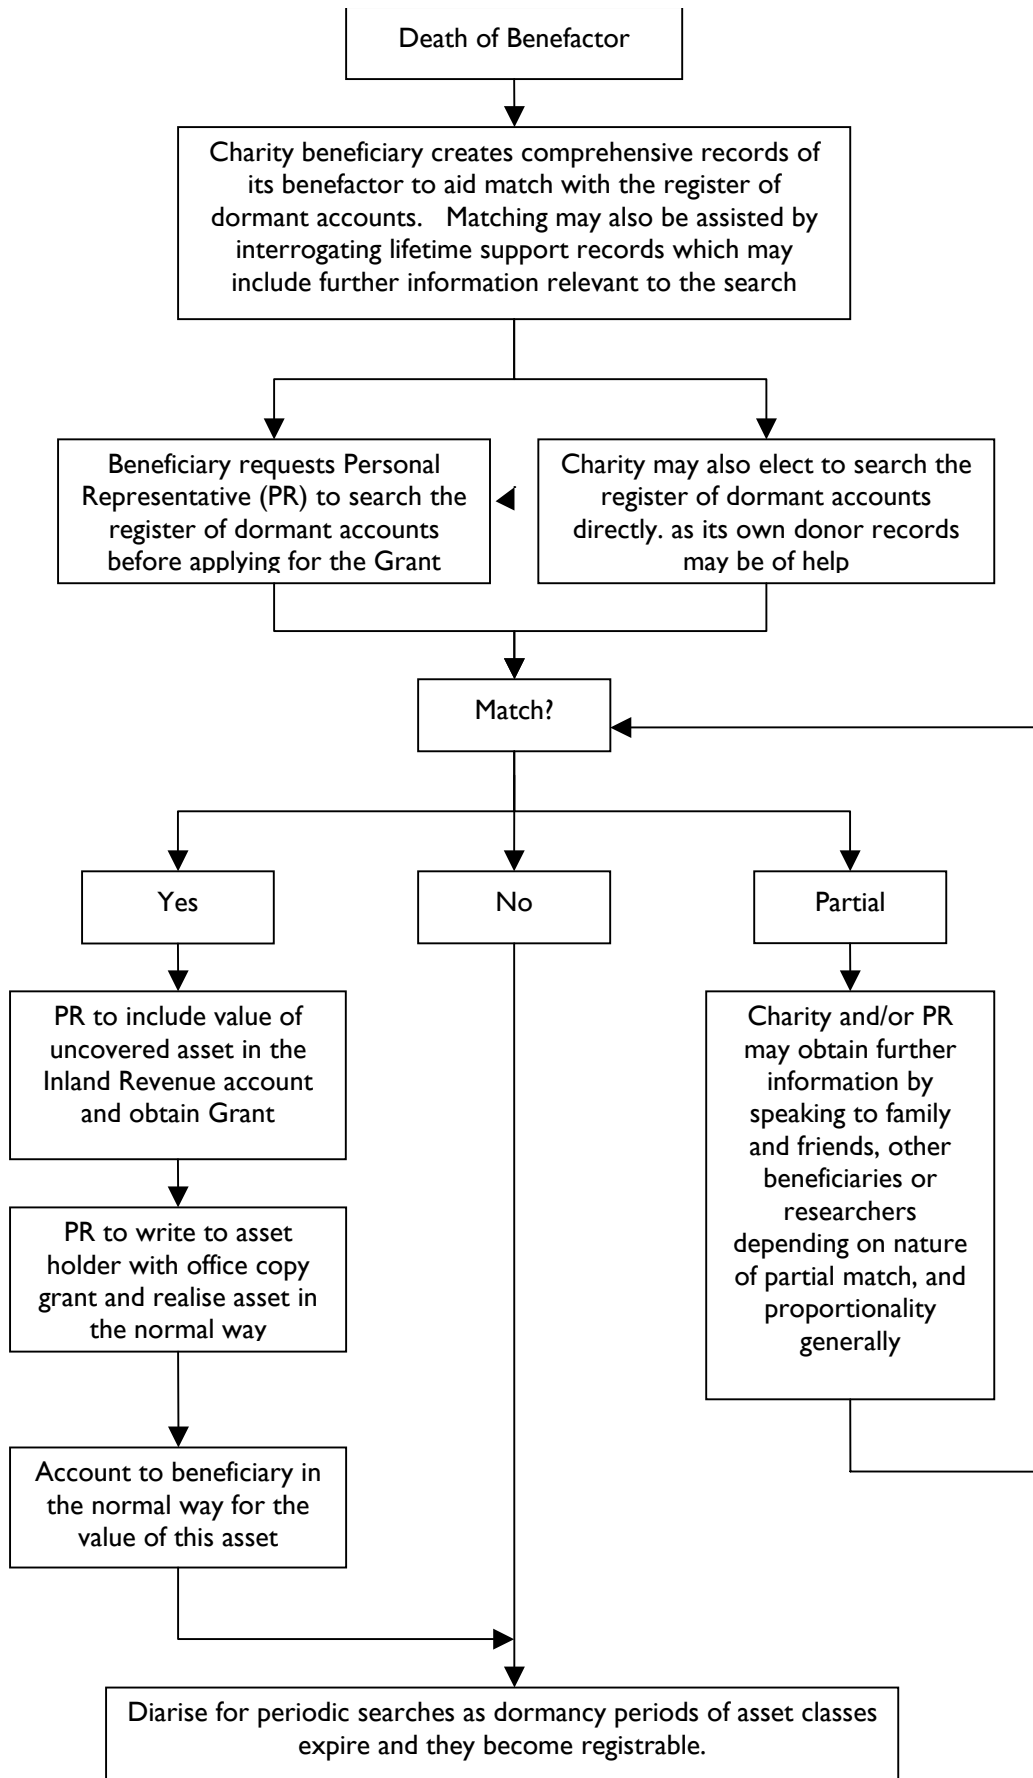 Death of Benefactor
Charity beneficiary creates comprehensive records of
its benefactor to aid match with the register of
dormant accounts.   Matching may also be assisted by
interrogating lifetime support records which may
include further information relevant to the search
Beneficiary requests Personal
Representative (PR) to search the
register of dormant accounts
before applying for the Grant
Charity may also elect to search the
register of dormant accounts
directly. as its own donor records
may be of help
Match?
Yes
No
Partial
PR to include value of
uncovered asset in the
Inland Revenue account
and obtain Grant
PR to write to asset
holder with office copy
grant and realise asset in
the normal way
Account to beneficiary in
the normal way for the
value of this asset
Charity and/or PR
may obtain further
information by
speaking to family
and friends, other
beneficiaries or
researchers
depending on nature
of partial match, and
proportionality
generally
Diarise for periodic searches as dormancy periods of asset classes
expire and they become registrable.